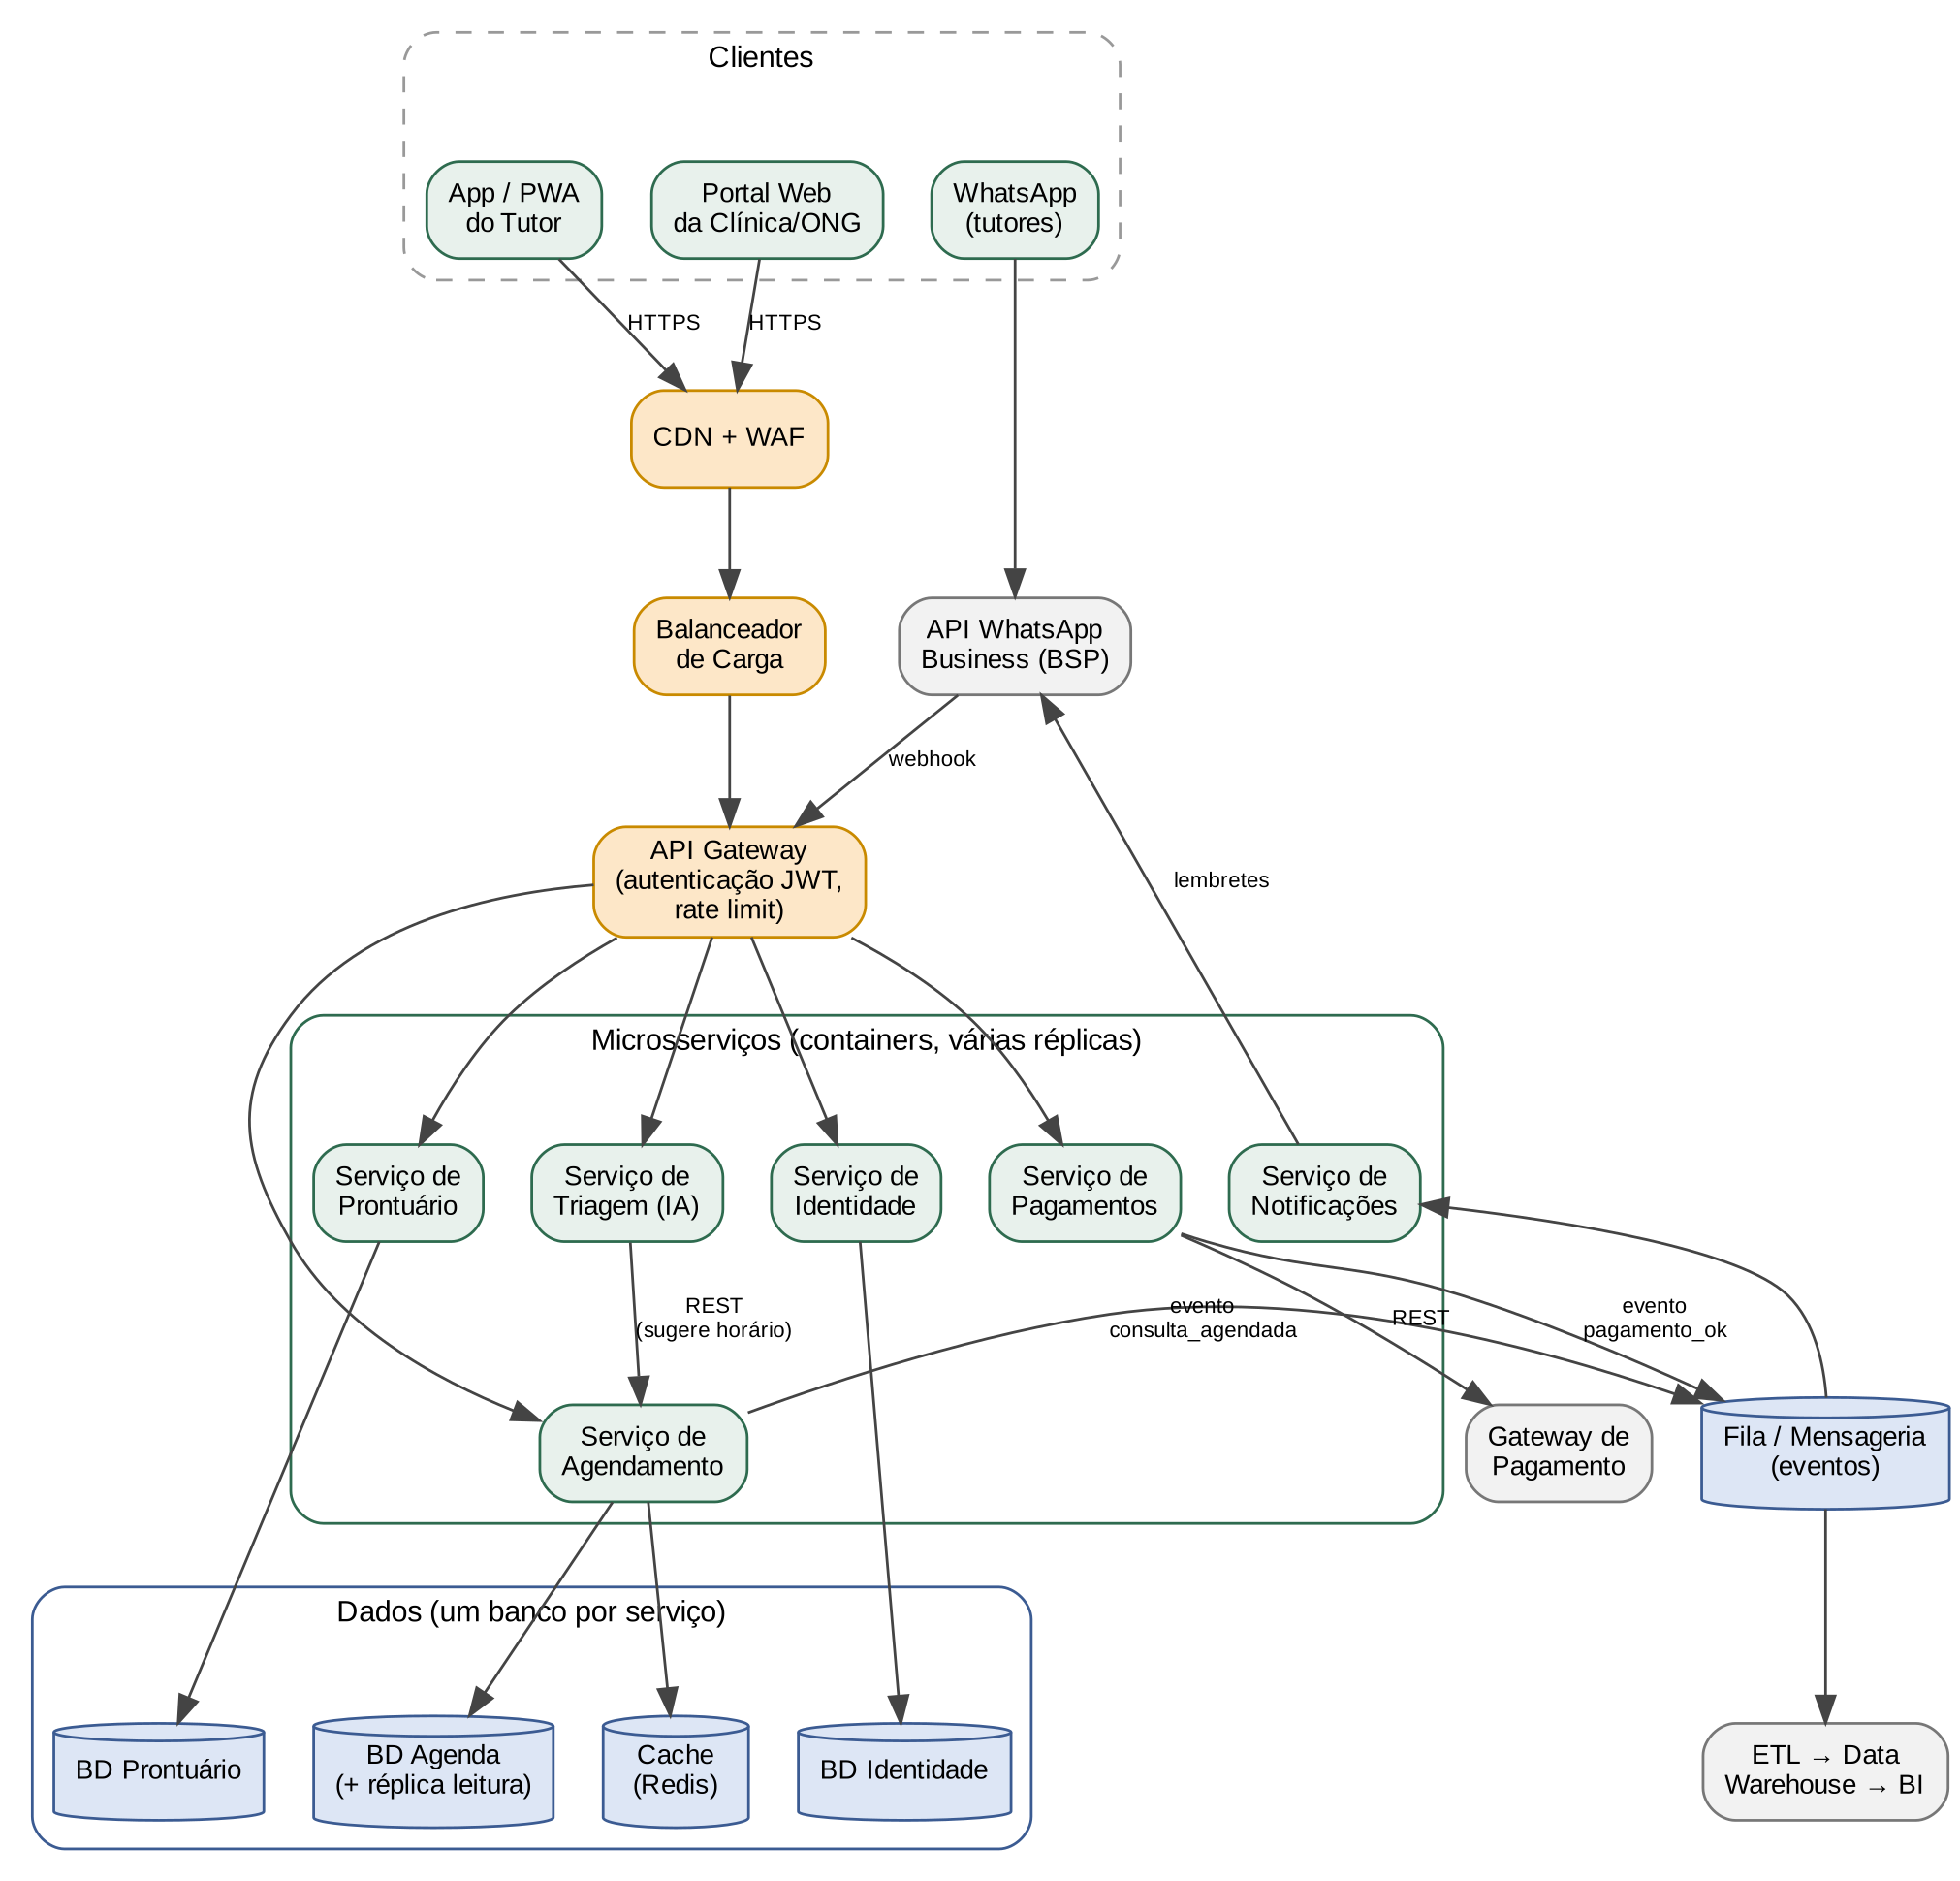 Clientes
App / PWA
do Tutor
Portal Web
da Clínica/ONG
WhatsApp
(tutores)
HTTPS
HTTPS
CDN + WAF
Balanceador
de Carga
API WhatsApp
Business (BSP)
webhook
API Gateway
(autenticação JWT,
rate limit)
lembretes
Microsserviços (containers, várias réplicas)
Serviço de
Prontuário
Serviço de
Triagem (IA)
Serviço de
Identidade
Serviço de
Pagamentos
Serviço de
Notificações
REST
(sugere horário)
evento
consulta_agendada
REST
evento
pagamento_ok
Serviço de
Agendamento
Gateway de
Pagamento
Fila / Mensageria
(eventos)
Dados (um banco por serviço)
BD Prontuário
BD Agenda
(+ réplica leitura)
Cache
(Redis)
BD Identidade
ETL → Data
Warehouse → BI